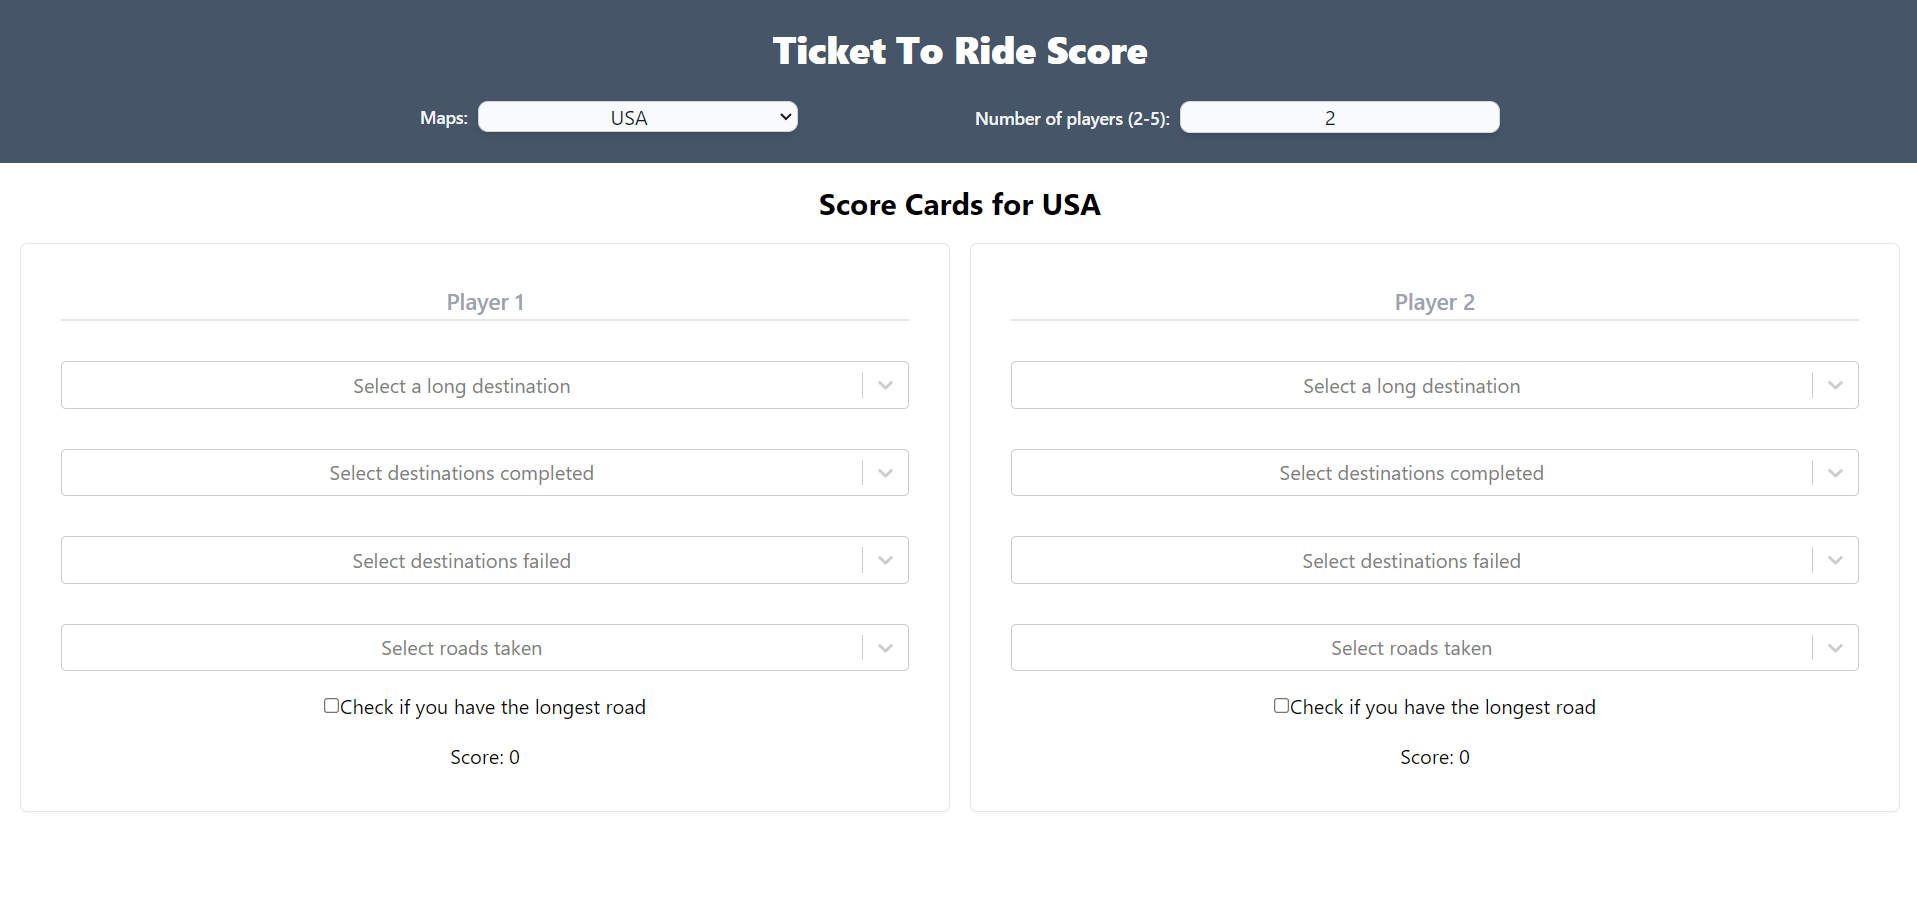 Ticket To Ride Score
Maps: USA
Number of players (2-5): 2
Score Cards for USA
Player 1
Select a long destination
Select destinations completed
Select destinations failed
Select roads taken
Check if you have the longest road
Score: 0
Player 2
Select a long destination
Select destinations completed
Select destinations failed
Select roads taken
Check if you have the longest road
Score: 0